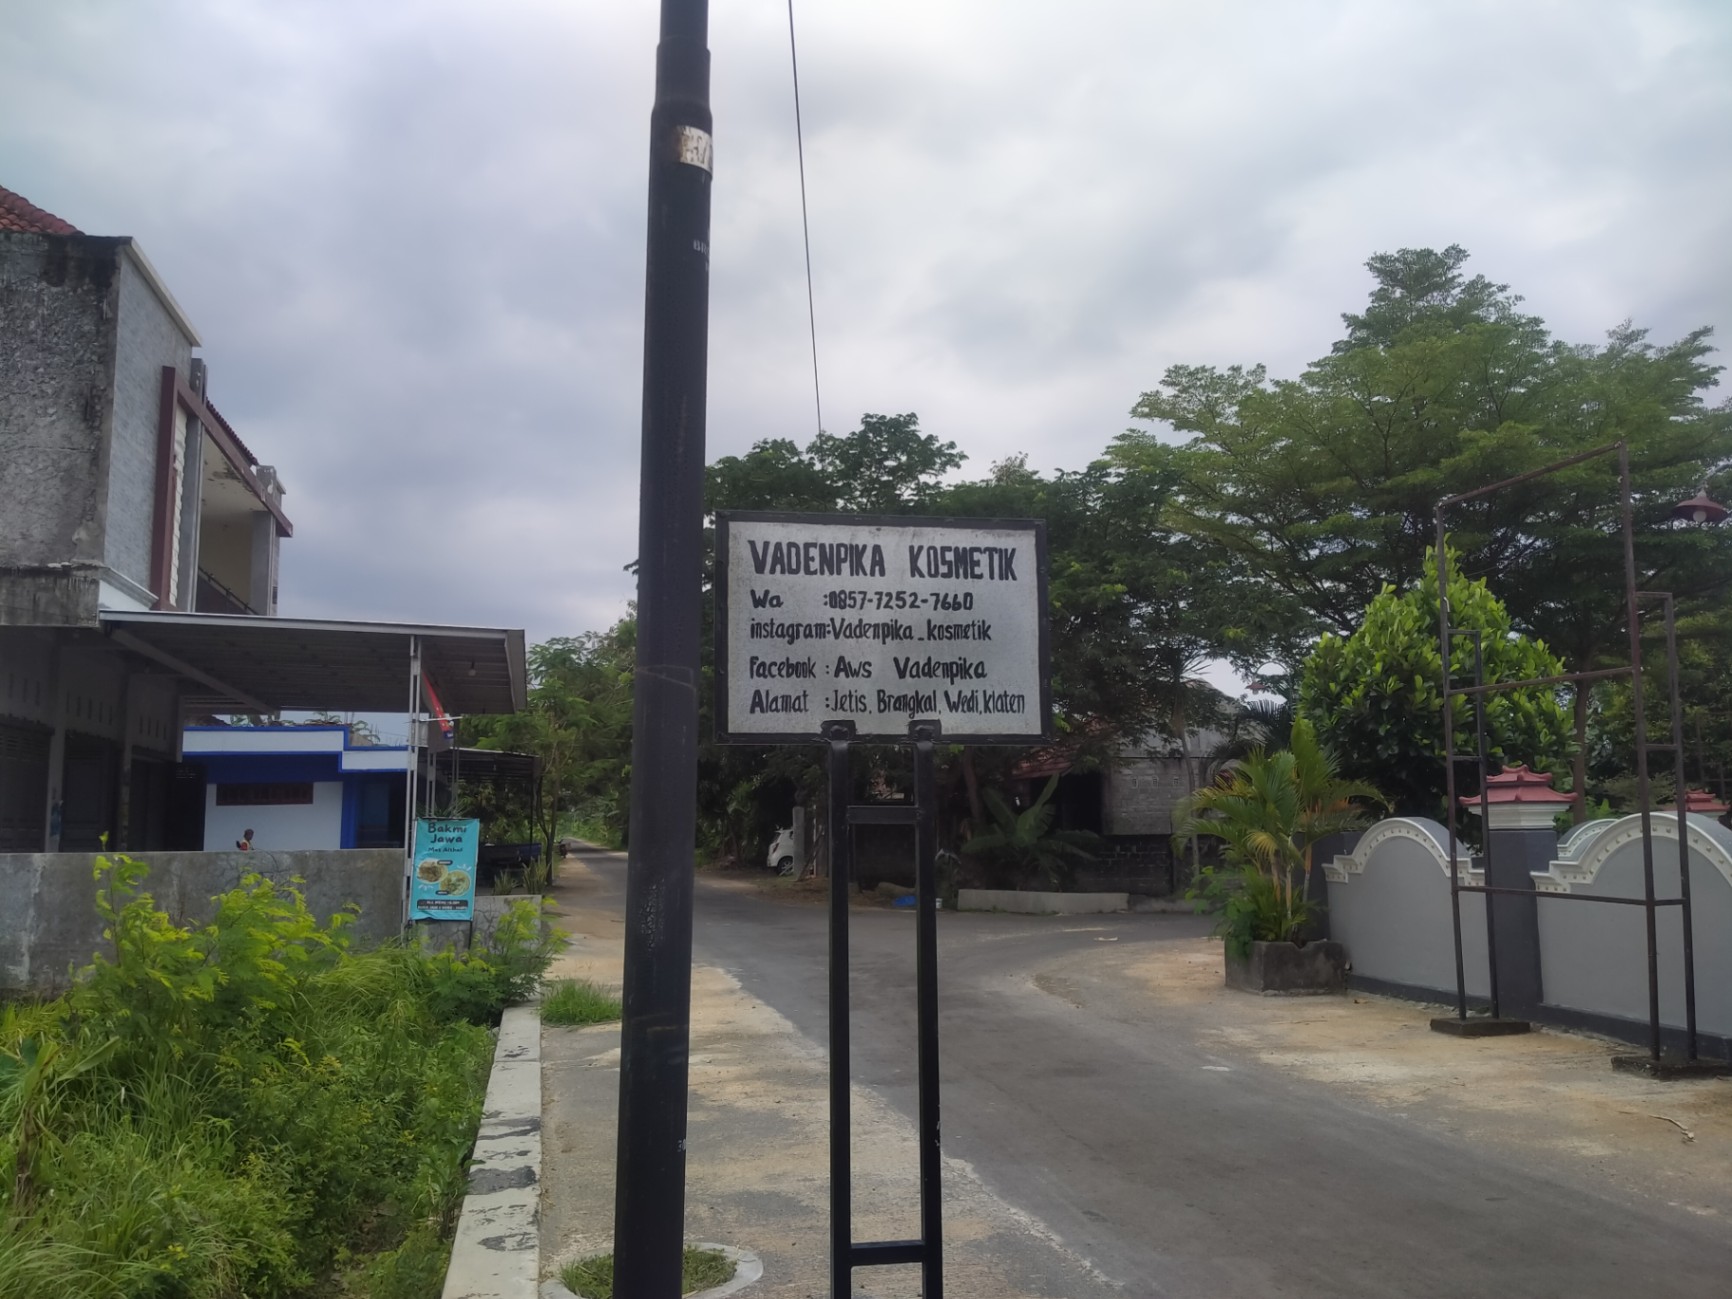 VADENPIKA KOSMETIK
Wa :0857-7252-7660
instagram:Vadenpika_kosmetik
Facebook : Aws Vadenpika
Alamat :Jetis, Brangkal, Wedi, Klaten
Bakmi
Jawa